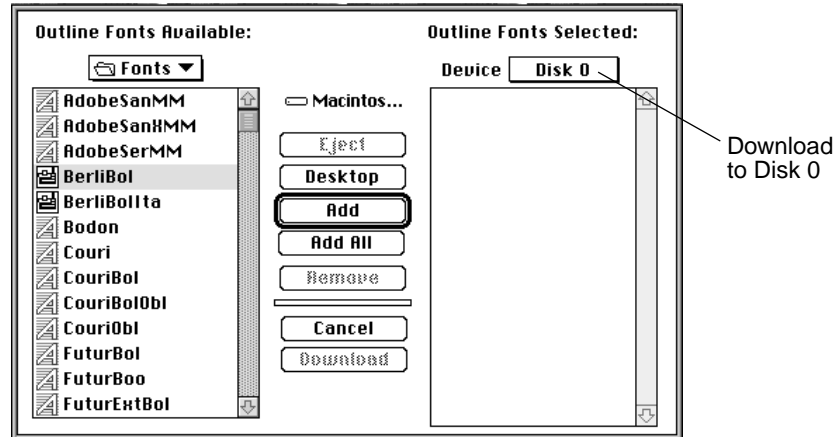 Outline Fonts Available:
Outline Fonts Selected:
Fonts
Device Disk 0
AdobeSanMM
AdobeSanXMM
AdobeSerMM
BerliBol
BerliBolIta
Bodon
Couri
CouriBol
CouriBolObl
CouriObl
FuturBol
FuturBoo
FuturExtBol
Macintos...
Eject
Desktop
Add
Add All
Remove
Cancel
Download
Download
to Disk 0